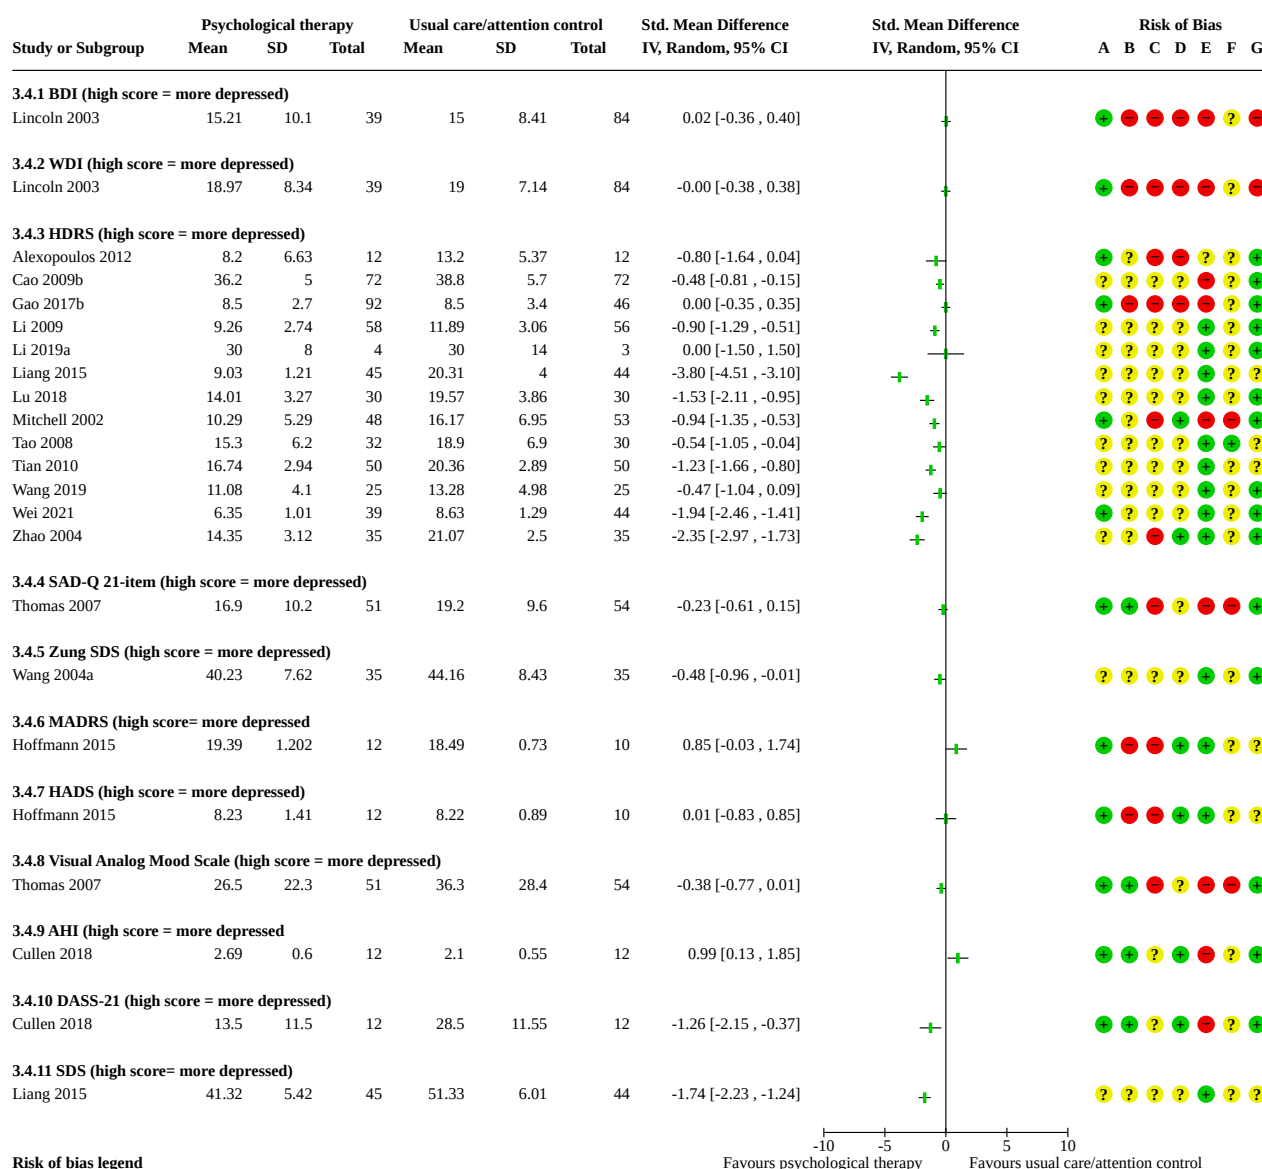 Psychological therapy Usual care/attention control Std. Mean Difference Std. Mean Difference Risk of Bias
Study or Subgroup Mean SD Total Mean SD Total IV, Random, 95% CI IV, Random, 95% CI A B C D E F G
3.4.1 BDI (high score = more depressed)
Lincoln 2003 15.21 10.1 39 15 8.41 84 0.02 [-0.36 , 0.40] + − − − − ? −
3.4.2 WDI (high score = more depressed)
Lincoln 2003 18.97 8.34 39 19 7.14 84 -0.00 [-0.38 , 0.38] + − − − − ? −
3.4.3 HDRS (high score = more depressed)
Alexopoulos 2012 8.2 6.63 12 13.2 5.37 12 -0.80 [-1.64 , 0.04] + ? − − ? ? +
Cao 2009b 36.2 5 72 38.8 5.7 72 -0.48 [-0.81 , -0.15] ? ? ? ? − ? +
Gao 2017b 8.5 2.7 92 8.5 3.4 46 0.00 [-0.35 , 0.35] + − − − − ? +
Li 2009 9.26 2.74 58 11.89 3.06 56 -0.90 [-1.29 , -0.51] ? ? ? ? + ? +
Li 2019a 30 8 4 30 14 3 0.00 [-1.50 , 1.50] ? ? ? ? + ? +
Liang 2015 9.03 1.21 45 20.31 4 44 -3.80 [-4.51 , -3.10] ? ? ? ? + ? ?
Lu 2018 14.01 3.27 30 19.57 3.86 30 -1.53 [-2.11 , -0.95] ? ? ? ? + ? +
Mitchell 2002 10.29 5.29 48 16.17 6.95 53 -0.94 [-1.35 , -0.53] + ? − + − − +
Tao 2008 15.3 6.2 32 18.9 6.9 30 -0.54 [-1.05 , -0.04] ? ? ? ? + + ?
Tian 2010 16.74 2.94 50 20.36 2.89 50 -1.23 [-1.66 , -0.80] ? ? ? ? + ? ?
Wang 2019 11.08 4.1 25 13.28 4.98 25 -0.47 [-1.04 , 0.09] ? ? ? ? + ? +
Wei 2021 6.35 1.01 39 8.63 1.29 44 -1.94 [-2.46 , -1.41] + ? ? ? + ? +
Zhao 2004 14.35 3.12 35 21.07 2.5 35 -2.35 [-2.97 , -1.73] ? ? − + + ? +
3.4.4 SAD-Q 21-item (high score = more depressed)
Thomas 2007 16.9 10.2 51 19.2 9.6 54 -0.23 [-0.61 , 0.15] + + − ? − − +
3.4.5 Zung SDS (high score = more depressed)
Wang 2004a 40.23 7.62 35 44.16 8.43 35 -0.48 [-0.96 , -0.01] ? ? ? ? + ? +
3.4.6 MADRS (high score= more depressed
Hoffmann 2015 19.39 1.202 12 18.49 0.73 10 0.85 [-0.03 , 1.74] + − − + + ? ?
3.4.7 HADS (high score = more depressed)
Hoffmann 2015 8.23 1.41 12 8.22 0.89 10 0.01 [-0.83 , 0.85] + − − + + ? ?
3.4.8 Visual Analog Mood Scale (high score = more depressed)
Thomas 2007 26.5 22.3 51 36.3 28.4 54 -0.38 [-0.77 , 0.01] + + − ? − − +
3.4.9 AHI (high score = more depressed
Cullen 2018 2.69 0.6 12 2.1 0.55 12 0.99 [0.13 , 1.85] + + ? + − ? +
3.4.10 DASS-21 (high score = more depressed)
Cullen 2018 13.5 11.5 12 28.5 11.55 12 -1.26 [-2.15 , -0.37] + + ? + − ? +
3.4.11 SDS (high score= more depressed)
Liang 2015 41.32 5.42 45 51.33 6.01 44 -1.74 [-2.23 , -1.24] ? ? ? ? + ? ?
-10 -5 0 5 10
Risk of bias legend Favours psychological therapy Favours usual care/attention control